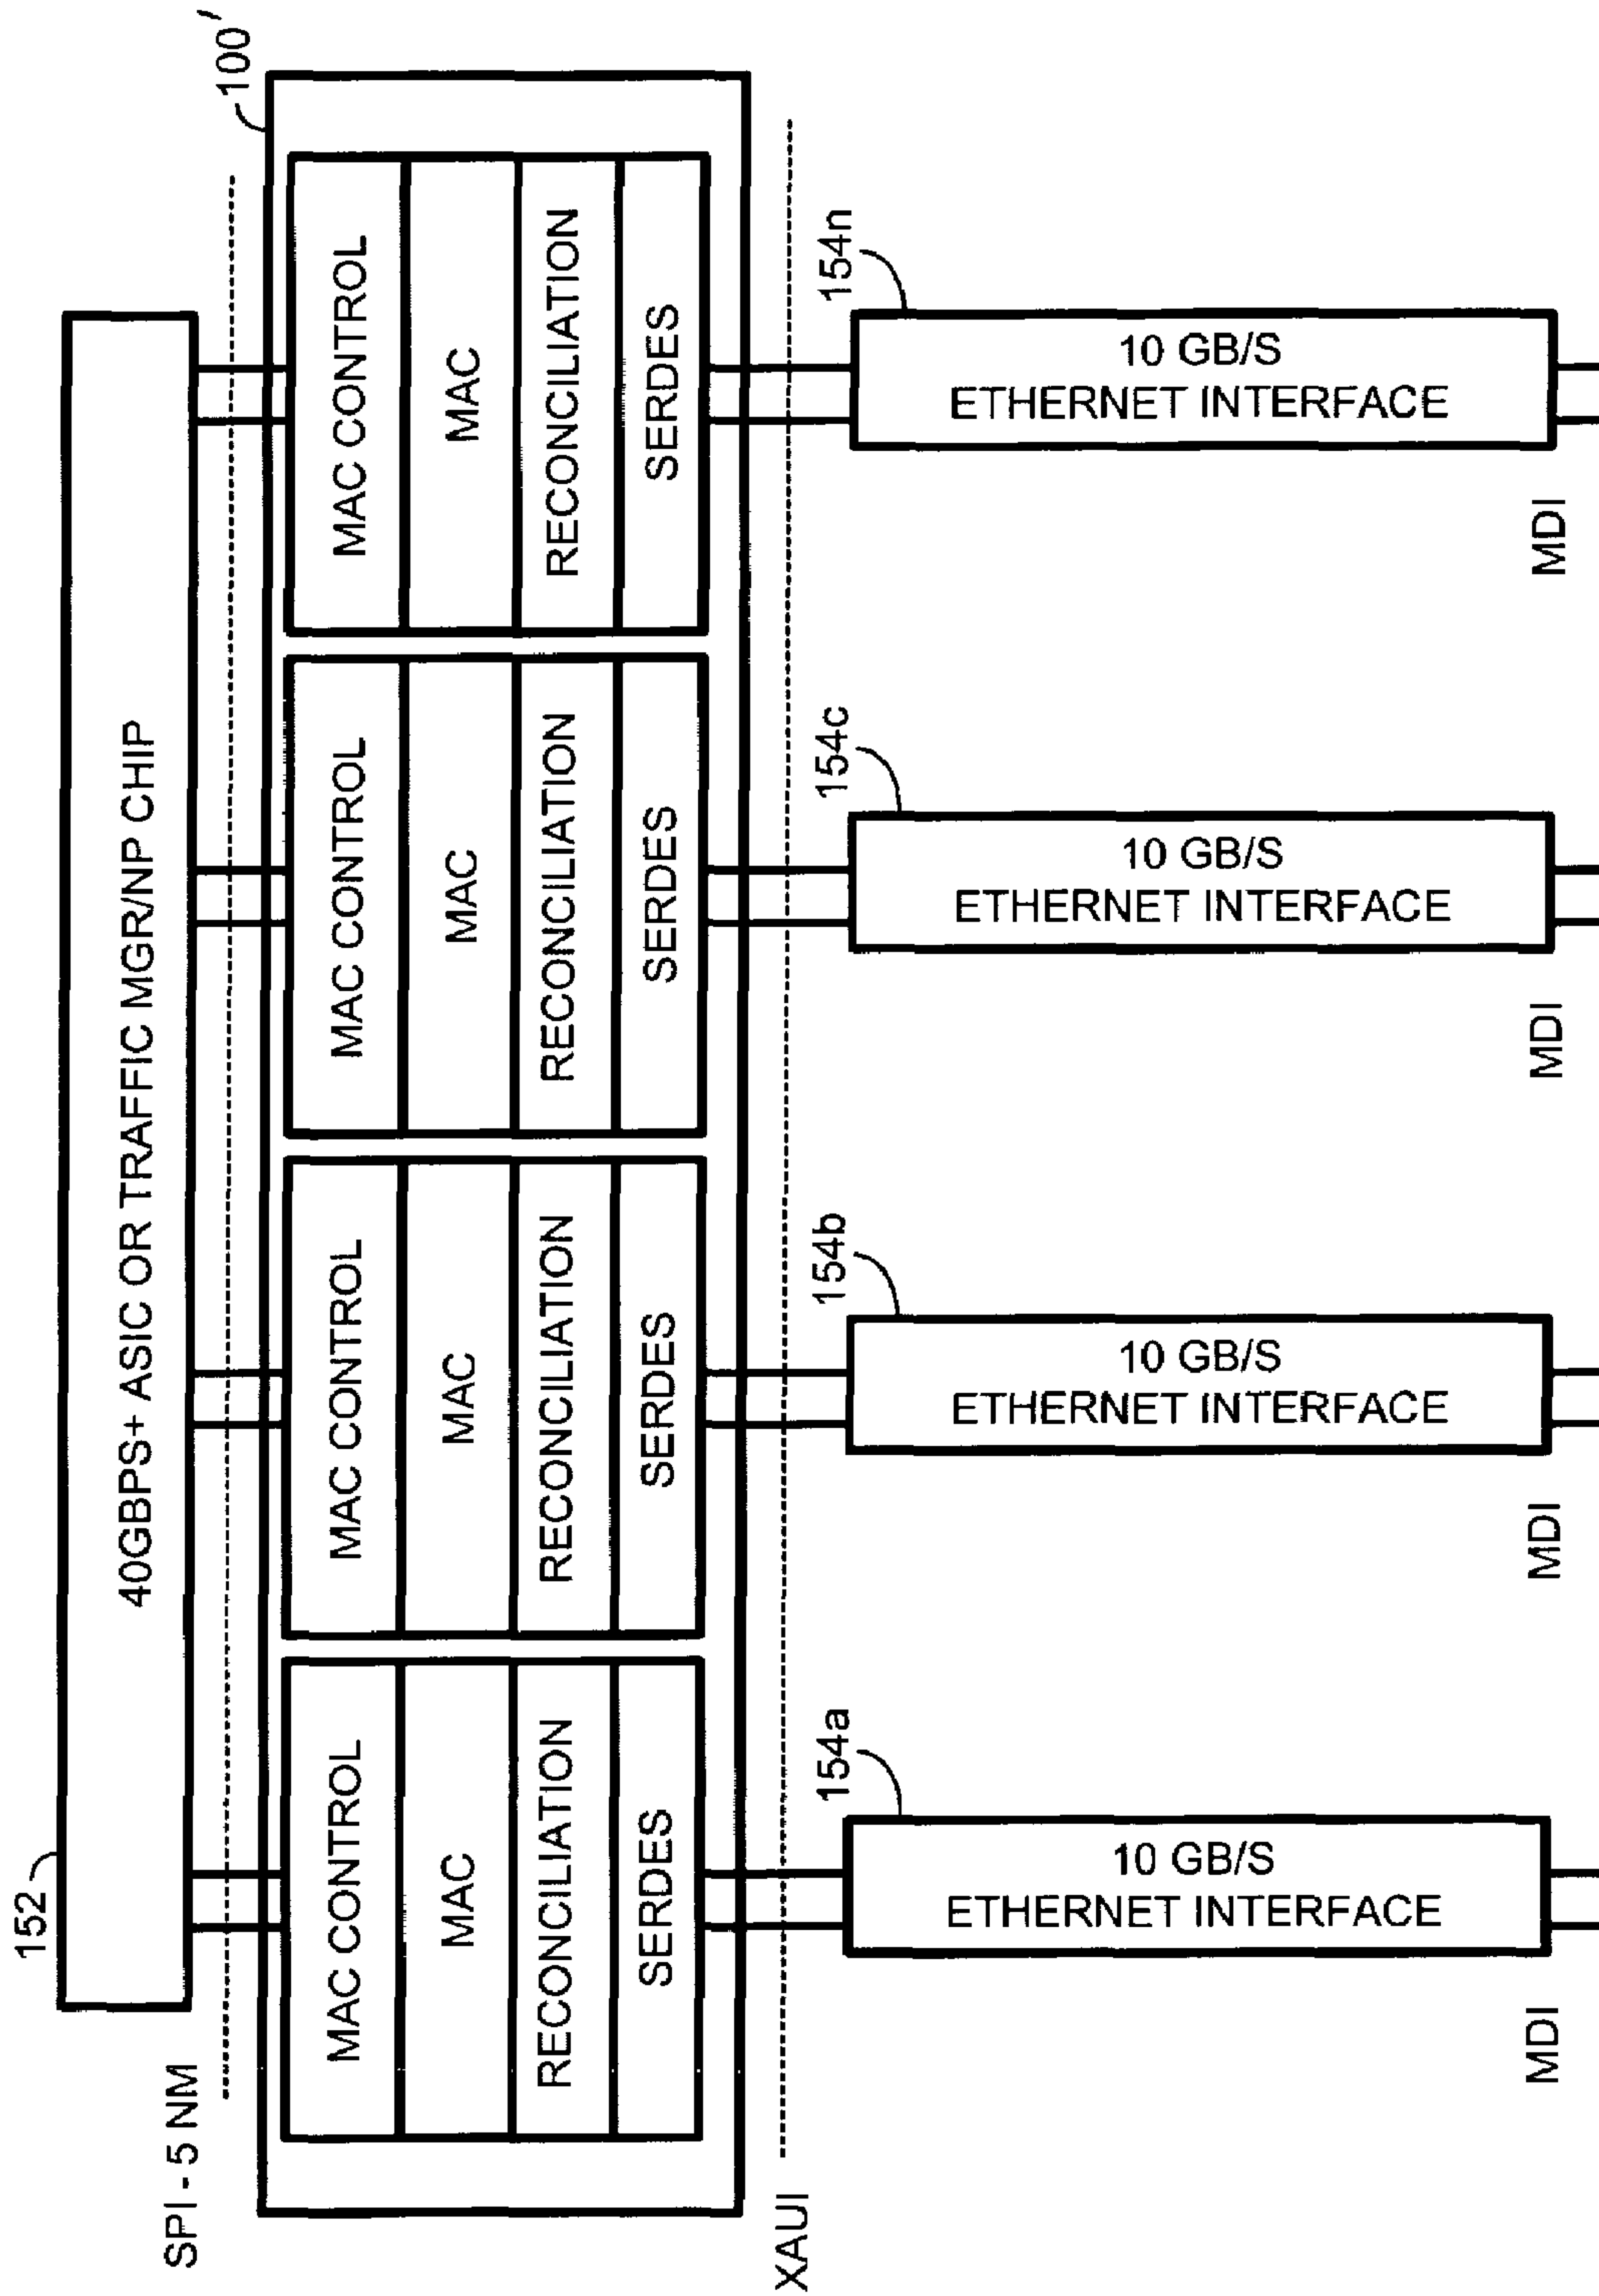 152
40GBPS+ ASIC OR TRAFFIC MGR/NP CHIP
SPI - 5 NM
100'
MAC CONTROL
MAC
RECONCILIATION
SERDES
MAC CONTROL
MAC
RECONCILIATION
SERDES
MAC CONTROL
MAC
RECONCILIATION
SERDES
MAC CONTROL
MAC
RECONCILIATION
SERDES
XAUI
154a
10 GB/S
ETHERNET INTERFACE
MDI
154b
10 GB/S
ETHERNET INTERFACE
MDI
154c
10 GB/S
ETHERNET INTERFACE
MDI
154n
10 GB/S
ETHERNET INTERFACE
MDI